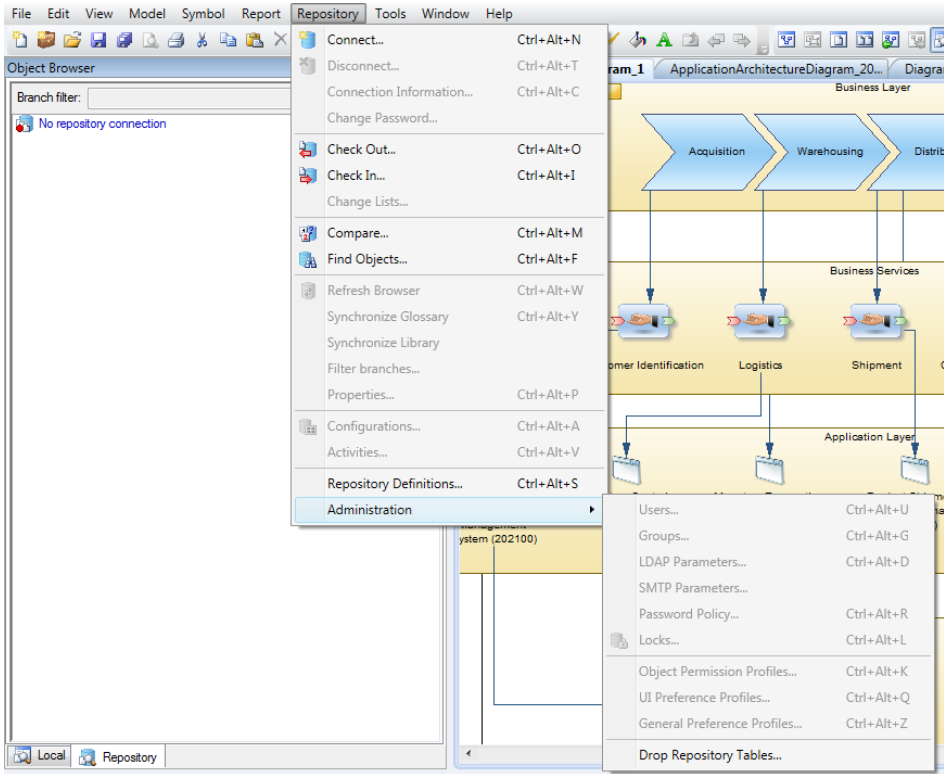 File Edit View Model Symbol Report Repository Tools Window Help
Object Browser
Branch filter:
No repository connection
Connect... Ctrl+Alt+N
Disconnect... Ctrl+Alt+T
Connection Information... Ctrl+Alt+C
Change Password...
Check Out... Ctrl+Alt+O
Check In... Ctrl+Alt+I
Change Lists...
Compare... Ctrl+Alt+M
Find Objects... Ctrl+Alt+F
Refresh Browser Ctrl+Alt+W
Synchronize Glossary Ctrl+Alt+Y
Synchronize Library
Filter branches...
Properties... Ctrl+Alt+P
Configurations... Ctrl+Alt+A
Activities... Ctrl+Alt+V
Repository Definitions... Ctrl+Alt+S
Administration
ram_1 ApplicationArchitectureDiagram_20... Diagra
Business Layer
Acquisition Warehousing Distrib
Business Services
omer Identification Logistics Shipment
Application Layer
ystem (202100)
Users... Ctrl+Alt+U
Groups... Ctrl+Alt+G
LDAP Parameters... Ctrl+Alt+D
SMTP Parameters...
Password Policy... Ctrl+Alt+R
Locks... Ctrl+Alt+L
Object Permission Profiles... Ctrl+Alt+K
UI Preference Profiles... Ctrl+Alt+Q
General Preference Profiles... Ctrl+Alt+Z
Drop Repository Tables...
Local Repository